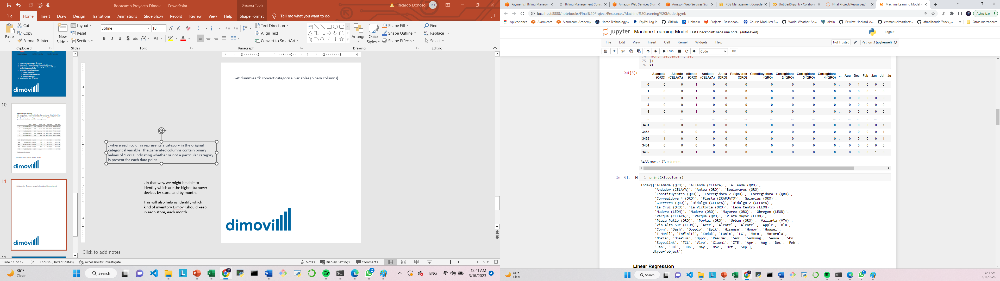 Bootcamp Proyecto Dimovil - PowerPoint
Drawing Tools
Ricardo Donoso
RD
File
Home
Insert
Draw
Design
Transitions
Animations
Slide Show
Record
Review
View
Help
Shape Format
Tell me what you want to do
Paste
Cut
Copy
Format Painter
Clipboard
New Slide
Layout
Reset
Section
Slides
Söhne
18
Font
Text Direction
Align Text
Convert to SmartArt
Paragraph
Arrange
Quick Styles
Shape Fill
Shape Outline
Shape Effects
Drawing
Find
Replace
Select
Editing
1. Programming Language → Python
dimovil
10
Results of the Analysis
dimovil
11
Get dummies → convert categorical variables (binary columns)
dimovil
12
Get dummies → convert categorical variables (binary columns)
, where each column represents a category in the original
categorical variable. The generated columns contain binary
values of 1 or 0, indicating whether or not a particular category
is present for each data point
. In that way, we might be able to
identify which are the higher turnover
devices by store, and by month.
This will also help us identify which
kind of inventory Dimovil should keep
in each store, each month.
dimovil
Click to add notes
Slide 11 of 12
English (United States)
Accessibility: Investigate
Notes
Display Settings
Comments
53%
36°F
Clear
Search
ENG
12:41 AM
3/16/2023
Payments | Billing Manage
Billing Management Conso
Amazon Web Services Sign
Amazon Web Services Sign
RDS Management Console
Untitled0.ipynb - Colabora
FInal Project/Resources/
Machine Learning Model -
localhost:8888/notebooks/FInal%20Project/Resources/Machine%20Learning%20Model.ipynb
Actualizar
Aplicaciones
Alarm.com
Alarm.com Academy
Home Technology...
PayPal Log in
GitHub
LinkedIn
Projects · Dashboar...
Course Modules: B...
World-Weather-An...
distin
Pewlett-Hackard-A...
emmanuelmartinez...
afraelizondo/Stock_...
Otros marcadores
jupyter Machine Learning Model Last Checkpoint: hace una hora (autosaved)
Logout
File Edit View Insert Cell Kernel Widgets Help
Not Trusted
Python 3 (ipykernel)
Run
Code
74 'month_September': 'Sep'
75 })
76 X1
Out[5]:
Alameda (QRO) Allende (CELAYA) Allende (QRO) Andador (CELAYA) Antea (QRO) Boulevares (QRO) Constituyentes (QRO) Corregidora 2 (QRO) Corregidora 3 (QRO) Corregidora 4 (QRO) ... Aug Dec Feb Jan Jul Ju
0 0 0 1 0 0 0 0 0 0 0 ... 0 1 0 0 0
1 0 0 1 0 0 0 0 0 0 0 ... 0 0 0 1 0
2 0 0 1 0 0 0 0 0 0 0 ... 0 0 0 0 0
3 0 0 1 0 0 0 0 0 0 0 ... 0 0 0 0 0
4 0 0 1 0 0 0 0 0 0 0 ... 0 0 0 0 0
... ... ... ... ... ... ... ... ... ... ... ... ... ... ... ... ...
3461 0 0 0 0 0 1 0 0 0 0 ... 0 0 0 0 1
3462 0 0 0 0 0 0 0 0 0 0 ... 0 0 0 0 1
3463 1 0 0 0 0 0 0 0 0 0 ... 0 0 0 0 1
3464 0 0 0 0 0 0 0 0 0 0 ... 0 0 0 0 0
3465 0 0 1 0 0 0 0 0 0 0 ... 0 0 0 1 0
3466 rows × 73 columns
In [6]:
1 print(X1.columns)
Index(['Alameda (QRO)', 'Allende (CELAYA)', 'Allende (QRO)',
'Andador (CELAYA)', 'Antea (QRO)', 'Boulevares (QRO)',
'Constituyentes (QRO)', 'Corregidora 2 (QRO)', 'Corregidora 3 (QRO)',
'Corregidora 4 (QRO)', 'Fiesta (IRAPUATO)', 'Galerias (QRO)',
'Guerrero (QRO)', 'Hidalgo (CELAYA)', 'Hidalgo 2 (CELAYA)',
'La Cruz (QRO)', 'La Victoria (QRO)', 'Leon Centro (LEON)',
'Madero (LEON)', 'Madero (QRO)', 'Mayoreo (QRO)', 'Obregon (LEON)',
'Parque (CELAYA)', 'Parque (QRO)', 'Plaza Mayor (LEON)',
'Plaza Patio (QRO)', 'Portal (QRO)', 'Urban (QRO)', 'Vallarta (VTA)',
'Via Alta Sur (LEON)', 'Acer', 'Alcatel', 'Alcatel', 'Apple', 'Blu',
'Corn', 'Dash', 'Doppio', 'Epik', 'Hisense', 'Honor', 'Huawei',
'I-Mobil', 'Infiniti', 'Kodak', 'Lanix', 'LG', 'Moto', 'Motorola',
'Nokia', 'OnePlus', 'Oppo', 'Realme', 'Sam', 'Samsung', 'Senwa', 'Sky',
'Soyealink', 'TCL', 'Vivo', 'Xiaomi', 'ZTE', 'Apr', 'Aug', 'Dec', 'Feb',
'Jan', 'Jul', 'Jun', 'May', 'Nov', 'Oct', 'Sep'],
dtype='object')
LInear Regression
36°F
Clear
Search
12:41 AM
3/16/2023